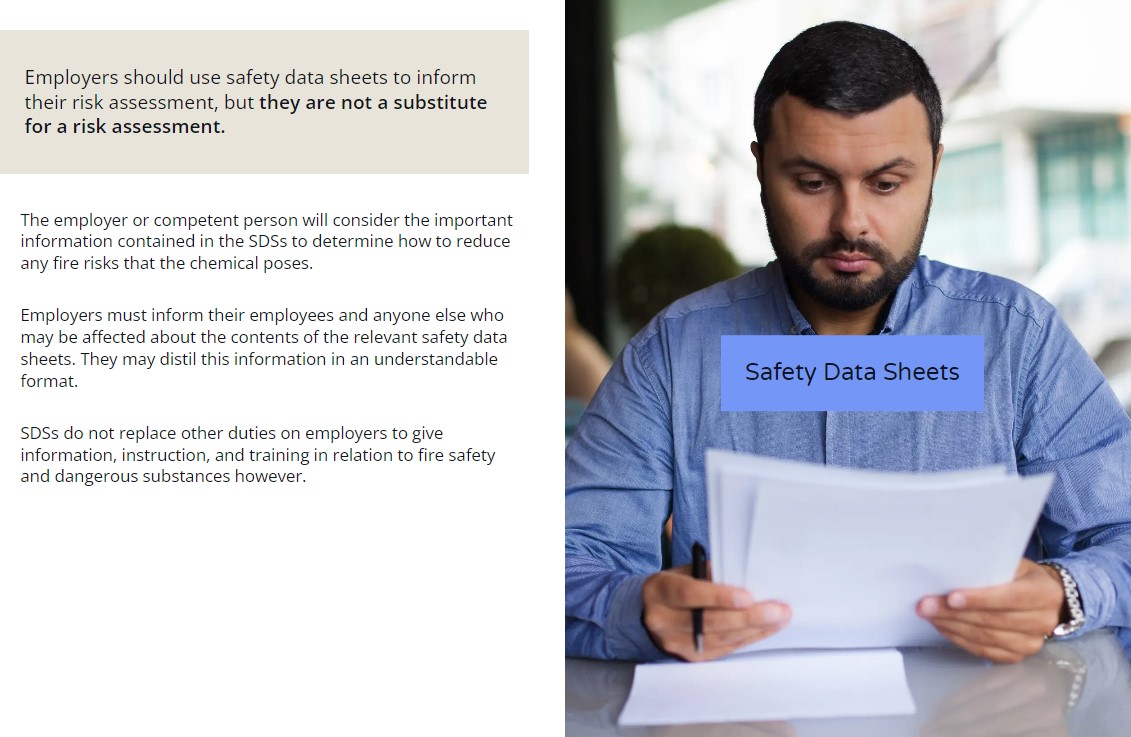 Employers should use safety data sheets to inform
their risk assessment, but they are not a substitute
for a risk assessment.
The employer or competent person will consider the important
information contained in the SDSs to determine how to reduce
any fire risks that the chemical poses.
Employers must inform their employees and anyone else who
may be affected about the contents of the relevant safety data
sheets. They may distil this information in an understandable
format.
SDSs do not replace other duties on employers to give
information, instruction, and training in relation to fire safety
and dangerous substances however.
Safety Data Sheets